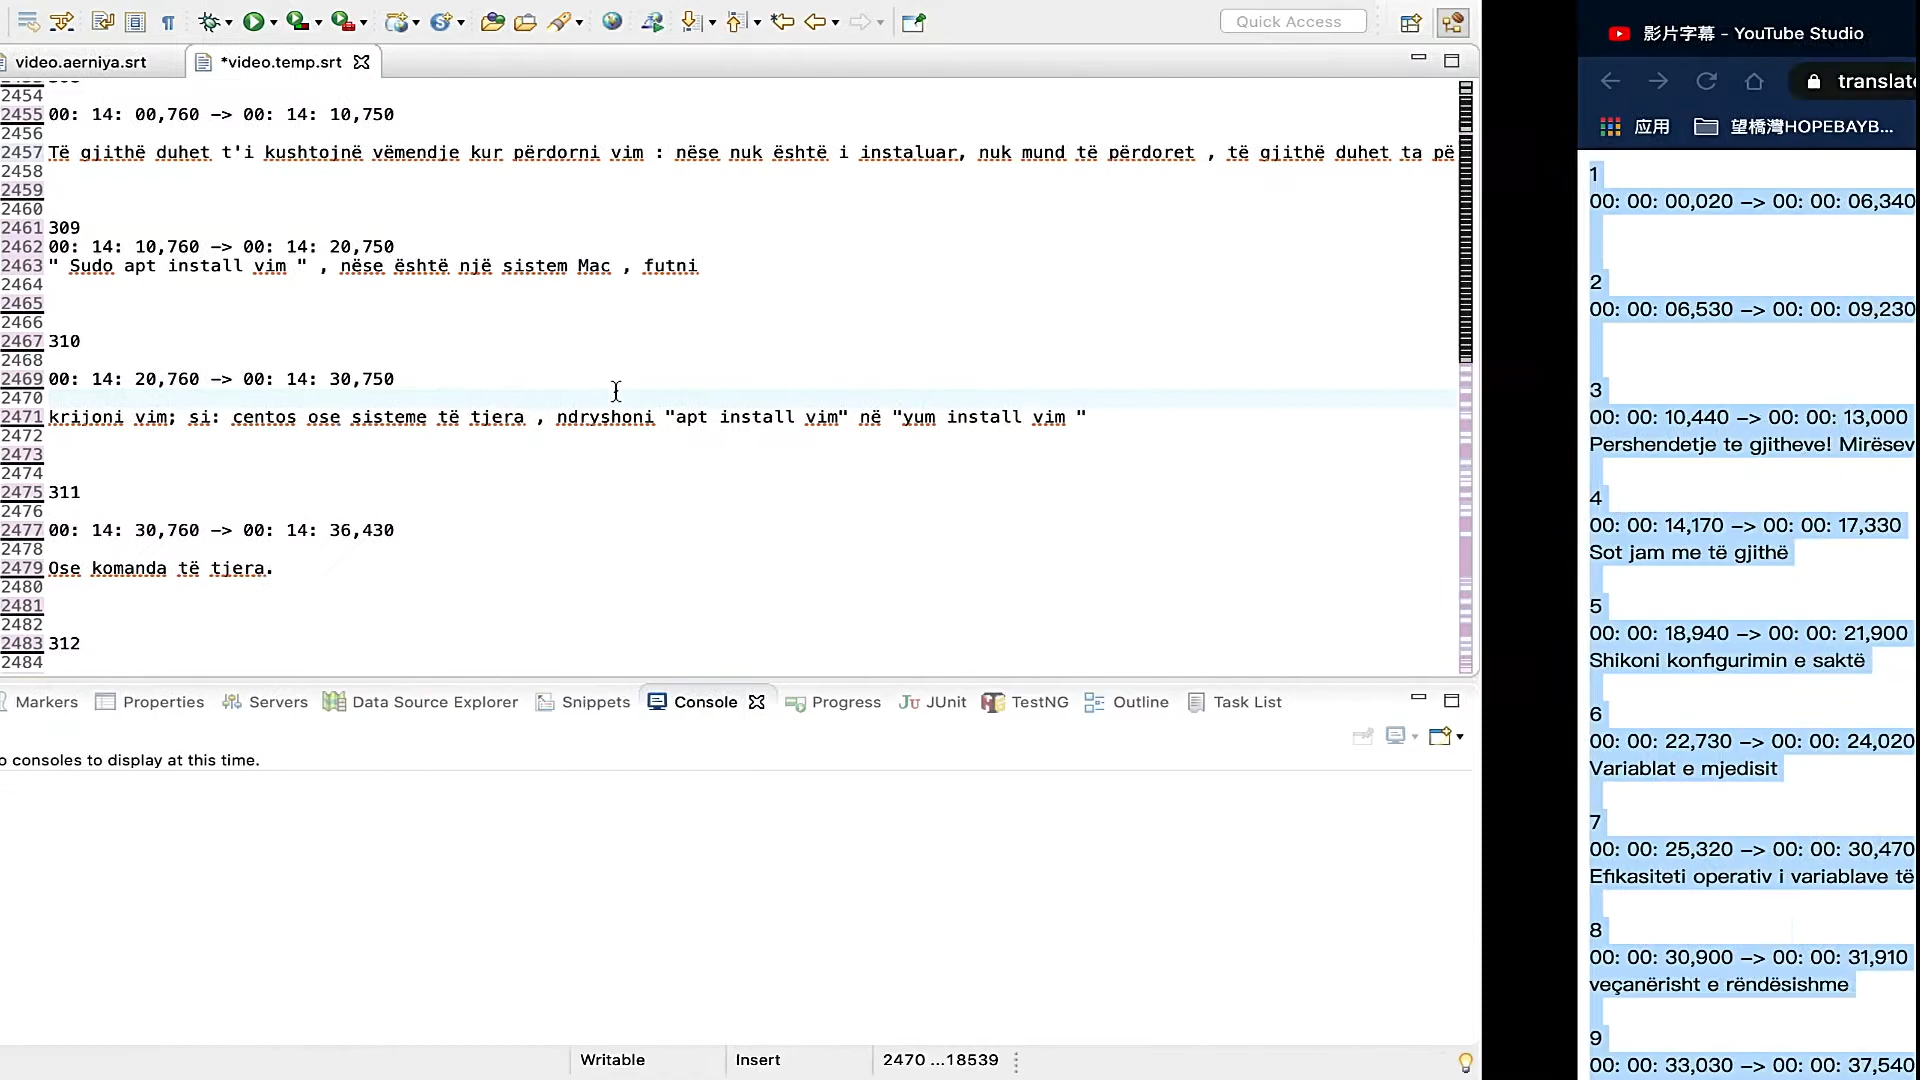 Quick Access
video.aerniya.srt
*video.temp.srt
2454
2455 00: 14: 00,760 —> 00: 14: 10,750
2456
2457 Të gjithë duhet t'i kushtojnë vëmendje kur përdorni vim : nëse nuk është i instaluar, nuk mund të përdoret , të gjithë duhet ta pë
2458
2459
2460
2461 309
2462 00: 14: 10,760 —> 00: 14: 20,750
2463 " Sudo apt install vim " , nëse është një sistem Mac , futni
2464
2465
2466
2467 310
2468
2469 00: 14: 20,760 —> 00: 14: 30,750
2470
2471 krijoni vim; si: centos ose sisteme të tjera , ndryshoni "apt install vim" në "yum install vim "
2472
2473
2474
2475 311
2476
2477 00: 14: 30,760 —> 00: 14: 36,430
2478
2479 Ose komanda të tjera.
2480
2481
2482
2483 312
2484
Markers Properties Servers Data Source Explorer Snippets Console Progress JUnit TestNG Outline Task List
o consoles to display at this time.
Writable Insert 2470 ...18539
影片字幕 - YouTube Studio
translate
应用 望橋灣HOPEBAYB...
1
00: 00: 00,020 —> 00: 00: 06,340
2
00: 00: 06,530 —> 00: 00: 09,230
3
00: 00: 10,440 —> 00: 00: 13,000
Pershendetje te gjitheve! Mirësev
4
00: 00: 14,170 —> 00: 00: 17,330
Sot jam me të gjithë
5
00: 00: 18,940 —> 00: 00: 21,900
Shikoni konfigurimin e saktë
6
00: 00: 22,730 —> 00: 00: 24,020
Variablat e mjedisit
7
00: 00: 25,320 —> 00: 00: 30,470
Efikasiteti operativ i variablave të
8
00: 00: 30,900 —> 00: 00: 31,910
veçanërisht e rëndësishme
9
00: 00: 33,030 —> 00: 00: 37,540